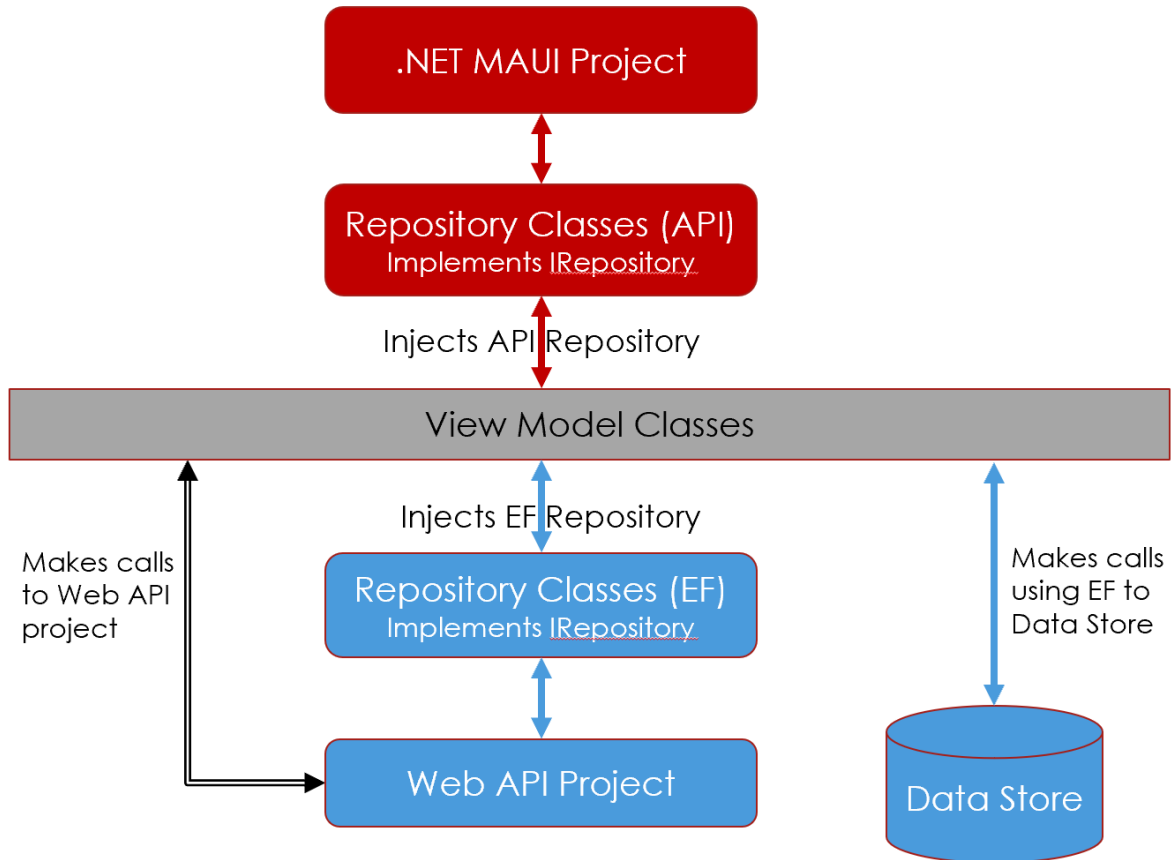 .NET MAUI Project
Repository Classes (API)
Implements IRepository
Injects API Repository
View Model Classes
Injects EF Repository
Makes calls
to Web API
project
Repository Classes (EF)
Implements IRepository
Makes calls
using EF to
Data Store
Web API Project
Data Store